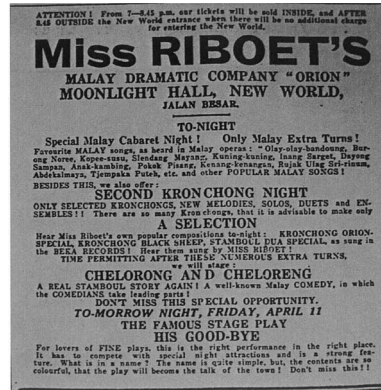 ATTENTION ! From 7—8.45 p.m. our tickets will be sold INSIDE, and AFTER
8.45 OUTSIDE the New World entrance when there will be no additional charge
for entering the New World.
Miss RIBOET'S
MALAY DRAMATIC COMPANY "ORION"
MOONLIGHT HALL, NEW WORLD,
JALAN BESAR.
TO-NIGHT
Special Malay Cabaret Night ! Only Malay Extra Turns !
Favourite MALAY songs, as heard in Malay operas : "Olay-olay-bandoung, Bur-
ong Noree, Kopee-susu, Slendang Mayang, Kuning-kuning, Inang Sarget, Dayong
Sampan, Anak-kambing, Pokok Pisang, Kenang-kenangan, Rujak Ulag Sri-rinum,
Abdekalmaya, Tjempaka Puteh, etc. and other POPULAR MALAY SONGS !
BESIDES THIS, we also offer :
SECOND KRONCHONG NIGHT
ONLY SELECTED KRONCHONGS, NEW MELODIES, SOLOS, DUETS and EN-
SEMBLES ! ! There are so many Kronchongs, that it is advisable to make only
A SELECTION
Hear Miss Riboet's own popular compositions to-night : KRONCHONG ORION-
SPECIAL, KRONCHONG BLACK SHEEP, STAMBOUL DUA SPECIAL, as sung in
the BEKA RECORDS ! Hear them sung by MISS RIBOET !
TIME PERMITTING AFTER THESE NUMEROUS EXTRA TURNS,
we will stage :
CHELORONG AND CHELORENG
A REAL STAMBOUL STORY AGAIN ! A well-known Malay COMEDY, in which
the COMEDIANS take leading parts !
DON'T MISS THIS SPECIAL OPPORTUNITY.
TO-MORROW NIGHT, FRIDAY, APRIL 11
THE FAMOUS STAGE PLAY
HIS GOOD-BYE
For lovers of FINE plays, this is the right performance in the right place.
It has to compete with special night attractions and is a strong fea-
ture. What is in a name ? The name is quite simple, but, the contents are so
colourful, that the play will become the talk of the town ! Don't miss this ! !